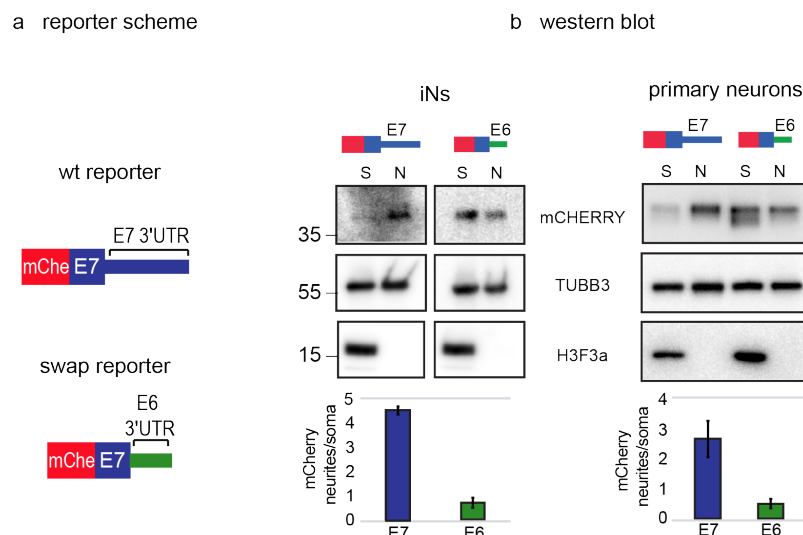 a reporter scheme
b western blot
wt reporter
E7 3'UTR
mChe E7
swap reporter
E6
3'UTR
mChe E7
iNs
E7 E6
S N S N
35
55
15
mCHERRY
TUBB3
H3F3a
primary neurons
E7 E6
S N S N
mCherry
neurites/soma
5
4
3
2
1
0
E7 E6
mCherry
neurites/soma
4
3
2
1
0
E7 E6